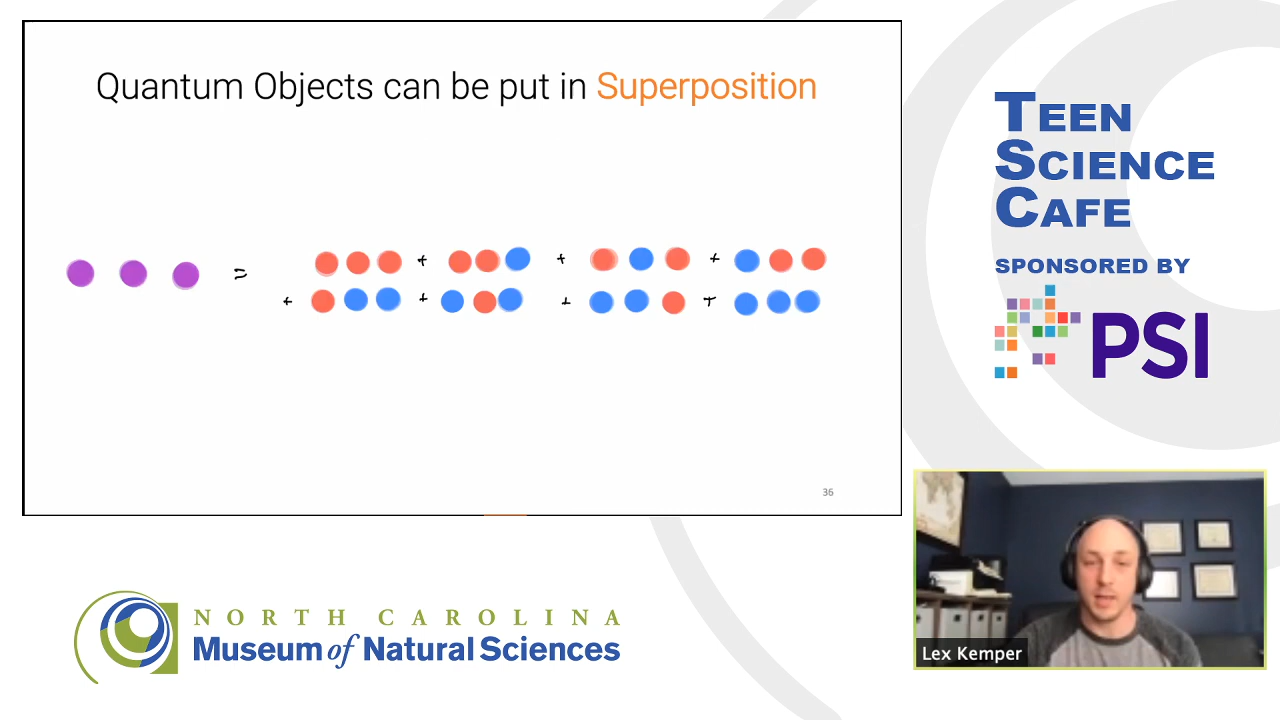 Quantum Objects can be put in Superposition
= + + +
+ + + +
36
TEEN
SCIENCE
CAFE
SPONSORED BY
PSI
NORTH CAROLINA
Museum of Natural Sciences
Lex Kemper